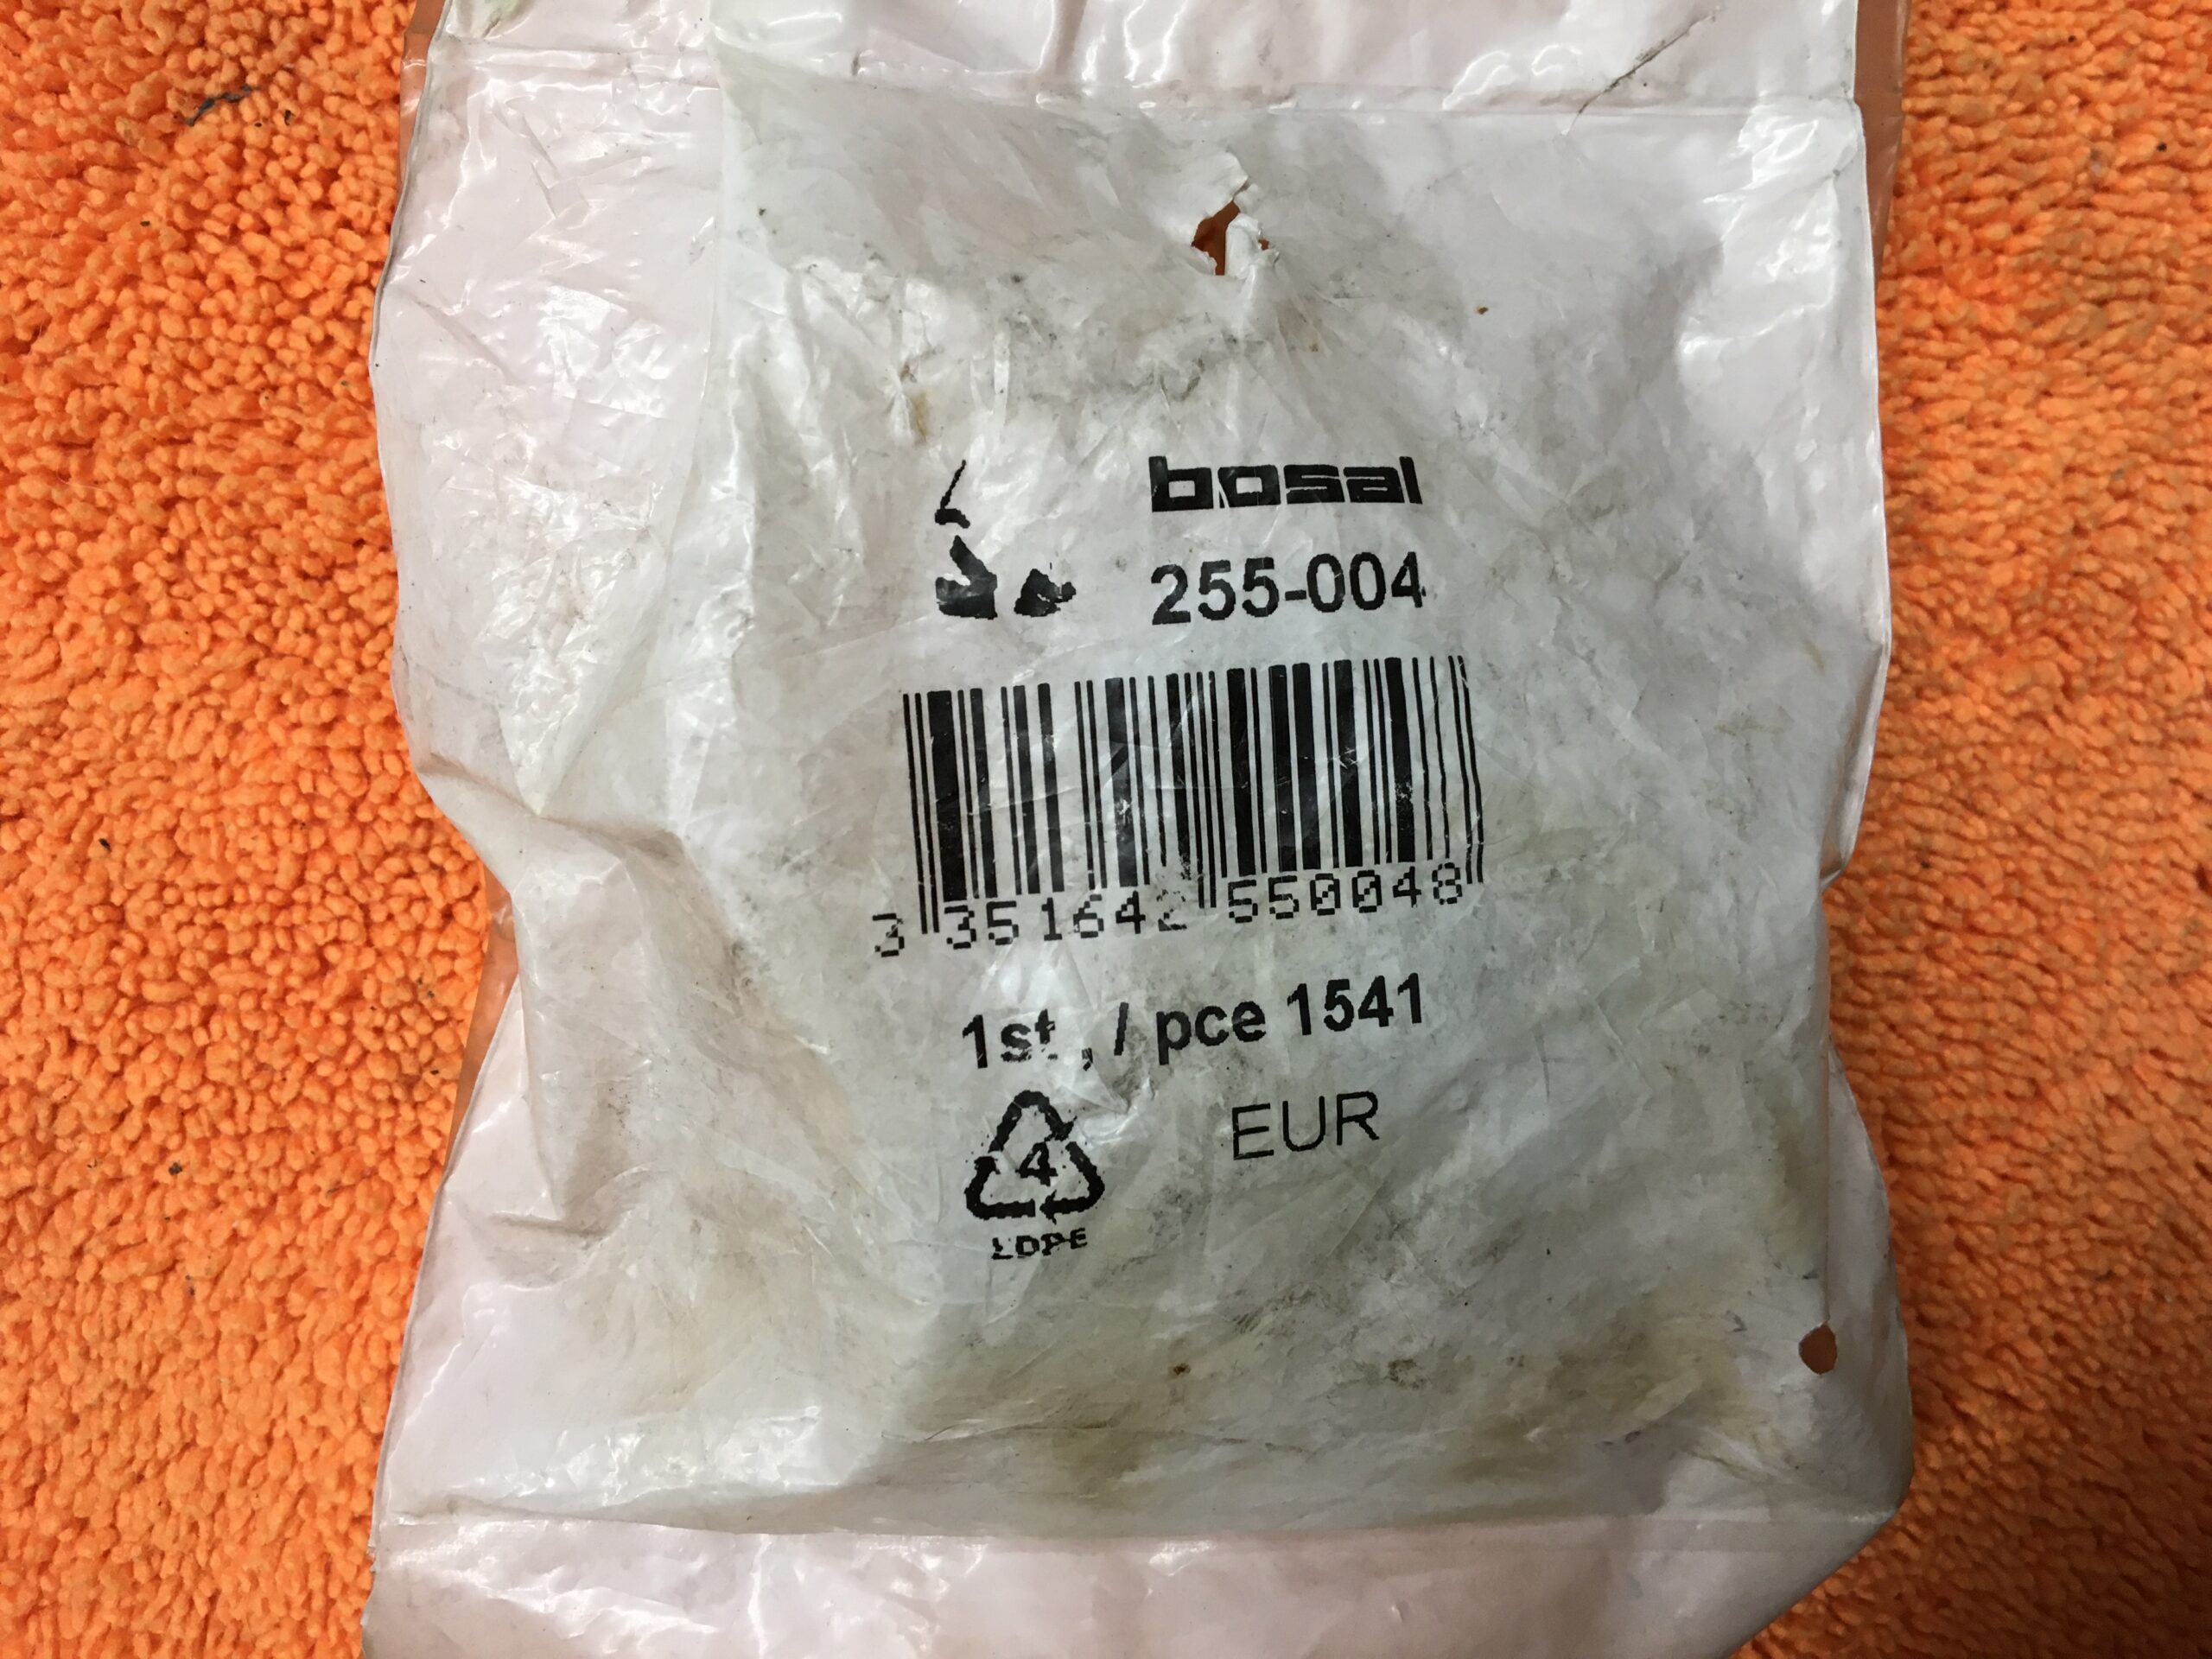 bosal
255-004
3 351642 550048
1st, / pce 1541
4
EUR
LDPE